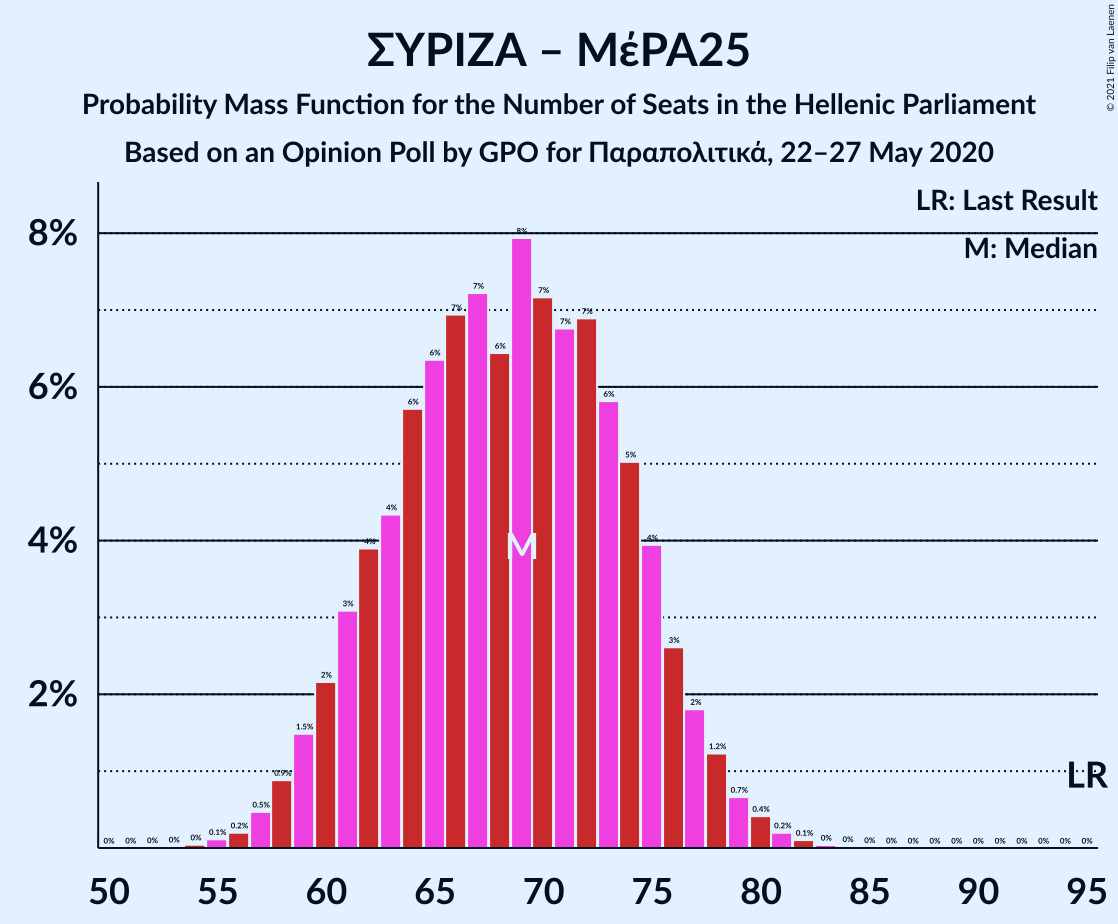 ΣΥΡΙΖΑ – ΜέΡΑ25
Probability Mass Function for the Number of Seats in the Hellenic Parliament
Based on an Opinion Poll by GPO for Παραπολιτικά, 22–27 May 2020
© 2021 Filip van Laenen
LR: Last Result
M: Median
8%
6%
4%
2%
0% 0% 0% 0% 0% 0.1% 0.2% 0.5% 0.9% 1.5% 2% 3% 4% 4% 6% 6% 7% 7% 6% 8% 7% 7% 7% 6% 5% 4% 3% 2% 1.2% 0.7% 0.4% 0.2% 0.1% 0% 0% 0% 0% 0% 0% 0% 0% 0% 0% 0% 0% 0%
M
LR
50 55 60 65 70 75 80 85 90 95